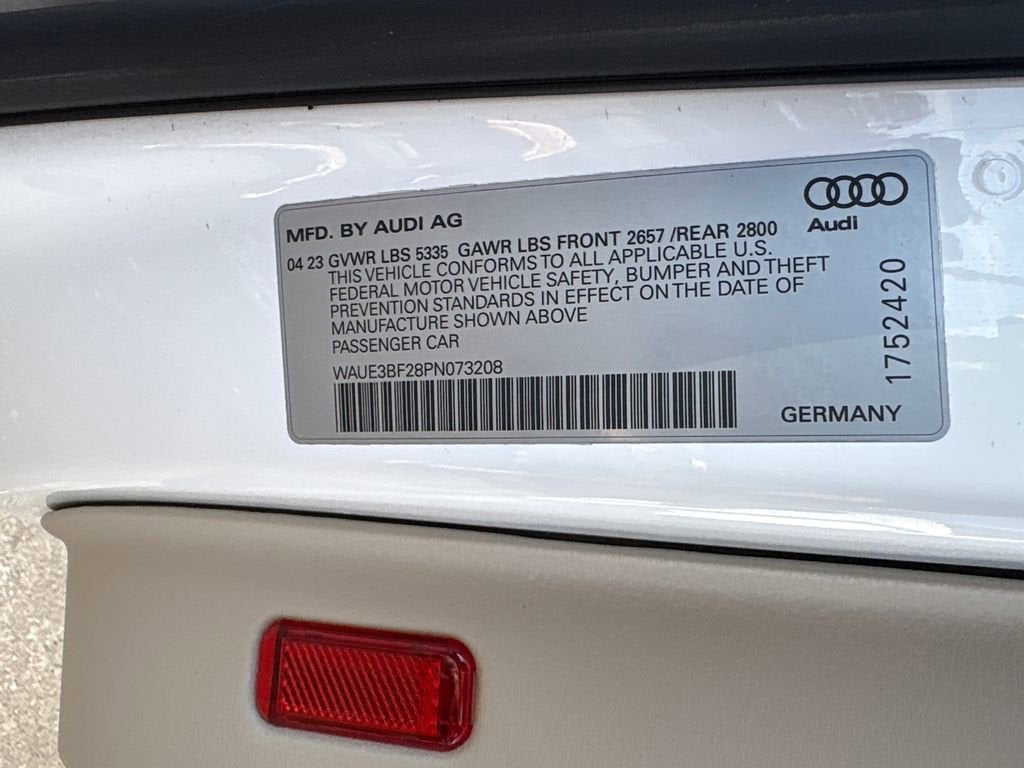 MFD. BY AUDI AG
Audi
04 23 GVWR LBS 5335 GAWR LBS FRONT 2657 /REAR 2800
THIS VEHICLE CONFORMS TO ALL APPLICABLE U.S.
FEDERAL MOTOR VEHICLE SAFETY, BUMPER AND THEFT
PREVENTION STANDARDS IN EFFECT ON THE DATE OF
MANUFACTURE SHOWN ABOVE
PASSENGER CAR
WAUE3BF28PN073208
1752420
GERMANY